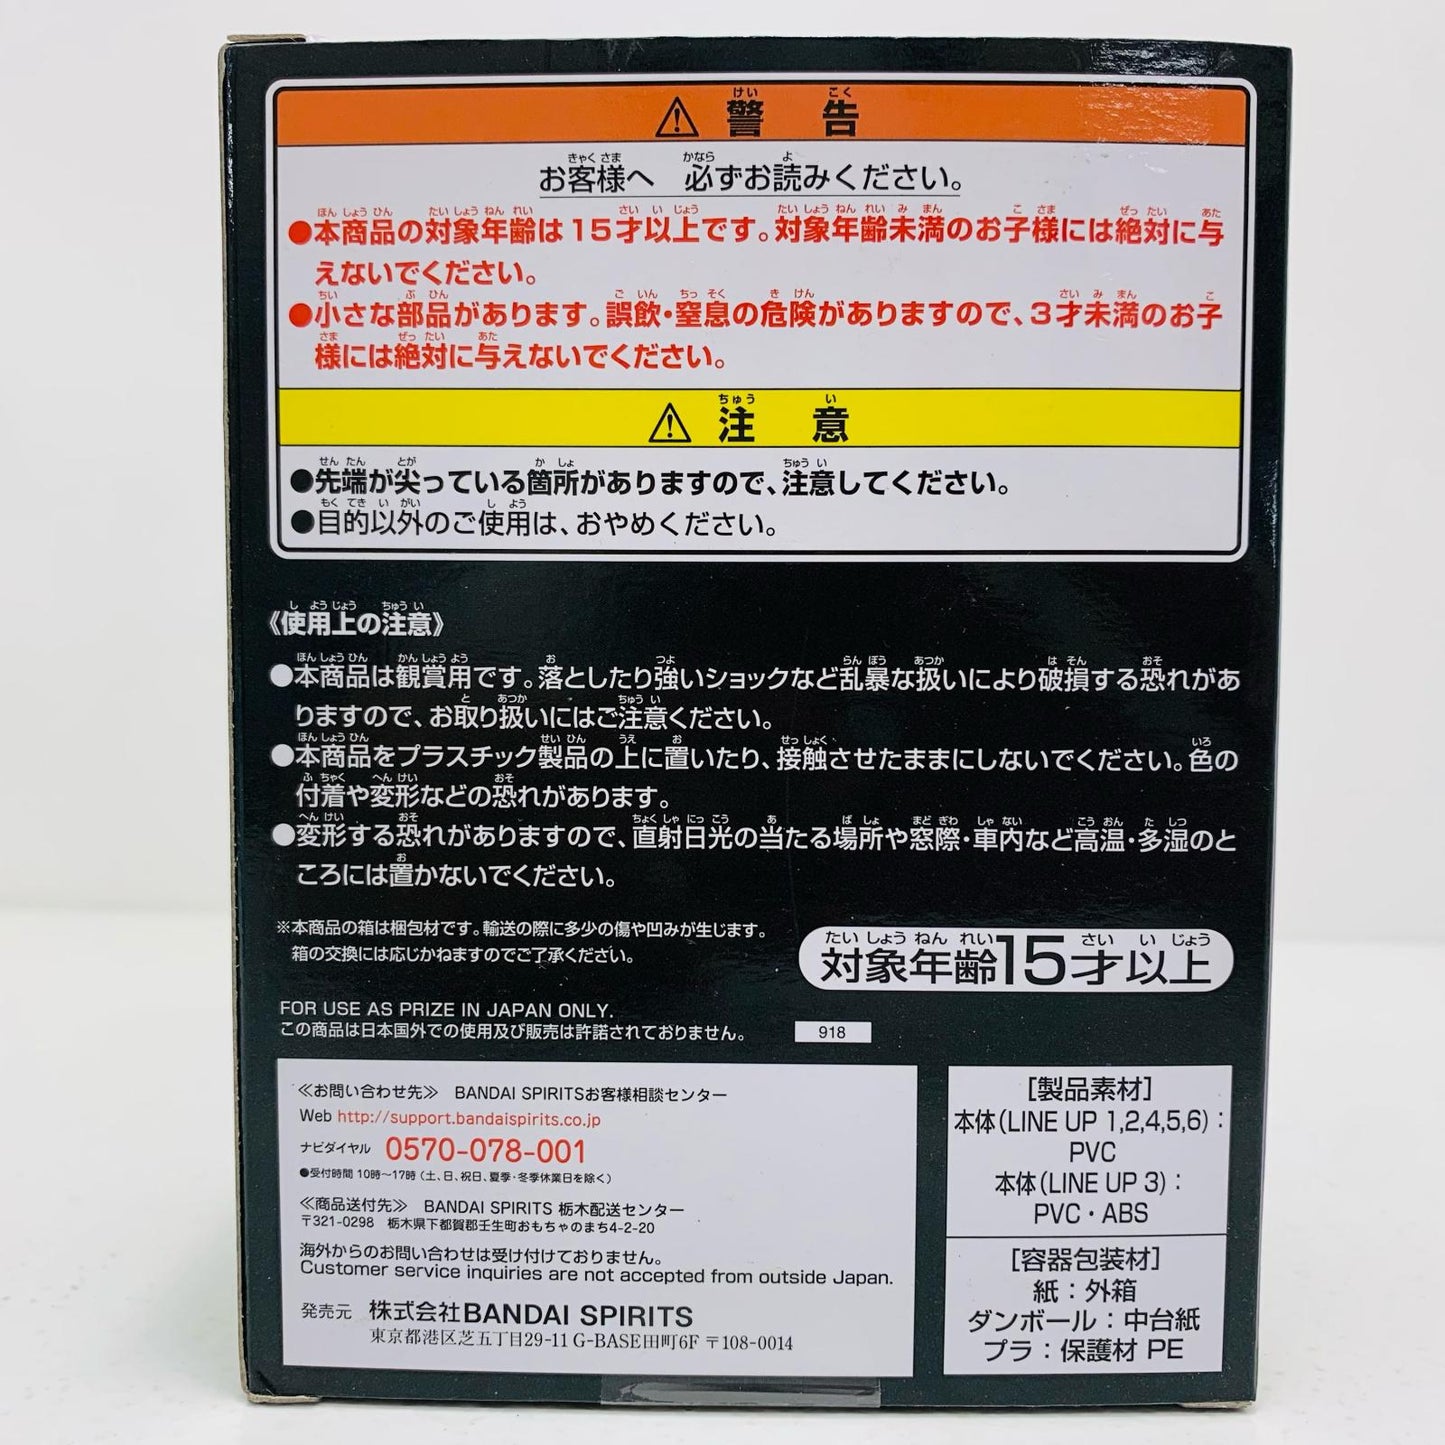 ⚠警告
お客様へ 必ずお読みください。
●本商品の対象年齢は15才以上です。対象年齢未満のお子様には絶対に与
えないでください。
●小さな部品があります。誤飲・窒息の危険がありますので、3才未満のお子
様には絶対に与えないでください。
⚠注意
●先端が尖っている箇所がありますので、注意してください。
●目的以外のご使用は、おやめください。
《使用上の注意》
●本商品は観賞用です。落としたり強いショックなど乱暴な扱いにより破損する恐れがあ
りますので、お取り扱いにはご注意ください。
●本商品をプラスチック製品の上に置いたり、接触させたままにしないでください。色の
付着や変形などの恐れがあります。
●変形する恐れがありますので、直射日光の当たる場所や窓際・車内など高温・多湿のと
ころには置かないでください。
※本商品の箱は梱包材です。輸送の際に多少の傷や凹みが生じます。
箱の交換には応じかねますのでご了承ください。
対象年齢15才以上
FOR USE AS PRIZE IN JAPAN ONLY.
この商品は日本国外での使用及び販売は許諾されておりません。
918
≪お問い合わせ先≫ BANDAI SPIRITSお客様相談センター
Web http://support.bandaispirits.co.jp
ナビダイヤル 0570-078-001
●受付時間 10時～17時（土、日、祝日、夏季・冬季休業日を除く）
≪商品送付先≫ BANDAI SPIRITS 栃木配送センター
〒321-0298 栃木県下都賀郡壬生町おもちゃのまち4-2-20
海外からのお問い合わせは受け付けておりません。
Customer service inquiries are not accepted from outside Japan.
発売元 株式会社BANDAI SPIRITS
東京都港区芝五丁目29-11 G-BASE田町6F 〒108-0014
[製品素材]
本体(LINE UP 1,2,4,5,6)：
PVC
本体(LINE UP 3)：
PVC・ABS
[容器包装材]
紙：外箱
ダンボール：中台紙
プラ：保護材 PE